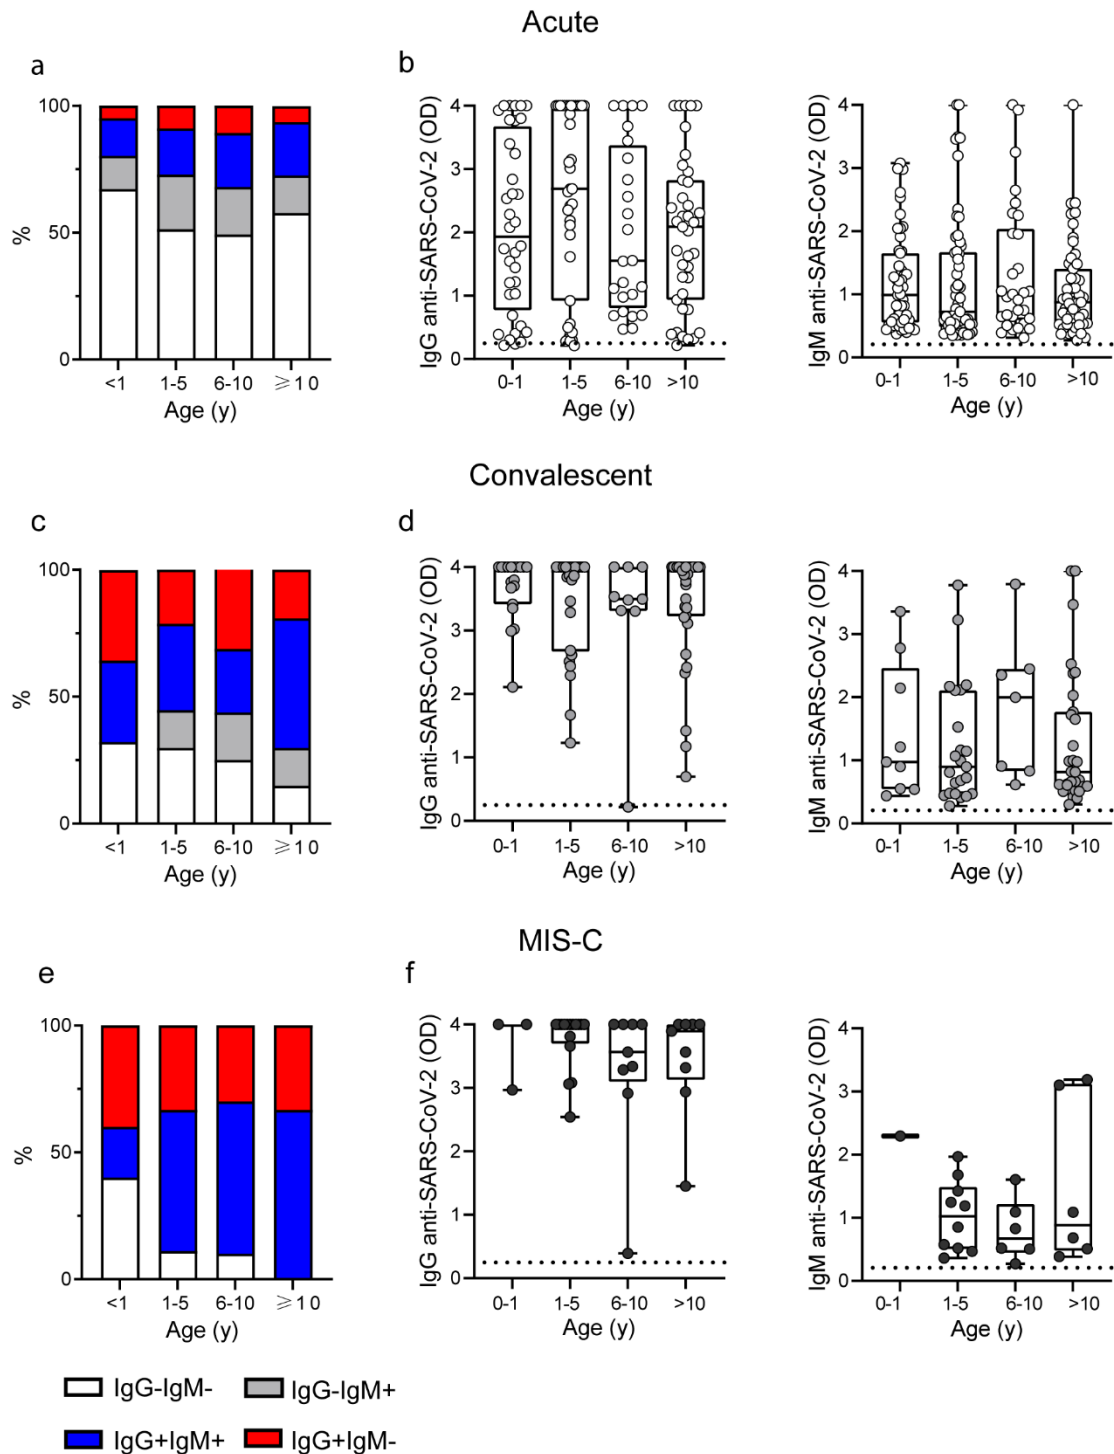 Acute
a
100
50
0
%
<1
1-5
6-10
⩾10
Age (y)
b
IgG anti-SARS-CoV-2 (OD)
4
3
2
1
0
0-1
1-5
6-10
>10
Age (y)
IgM anti-SARS-CoV-2 (OD)
4
3
2
1
0
0-1
1-5
6-10
>10
Age (y)
Convalescent
c
100
50
0
%
<1
1-5
6-10
⩾10
Age (y)
d
IgG anti-SARS-CoV-2 (OD)
4
3
2
1
0
0-1
1-5
6-10
>10
Age (y)
IgM anti-SARS-CoV-2 (OD)
4
3
2
1
0
0-1
1-5
6-10
>10
Age (y)
MIS-C
e
100
50
0
%
<1
1-5
6-10
⩾10
Age (y)
f
IgG anti-SARS-CoV-2 (OD)
4
3
2
1
0
0-1
1-5
6-10
>10
Age (y)
IgM anti-SARS-CoV-2 (OD)
4
3
2
1
0
0-1
1-5
6-10
>10
Age (y)
IgG-IgM-
IgG-IgM+
IgG+IgM+
IgG+IgM-